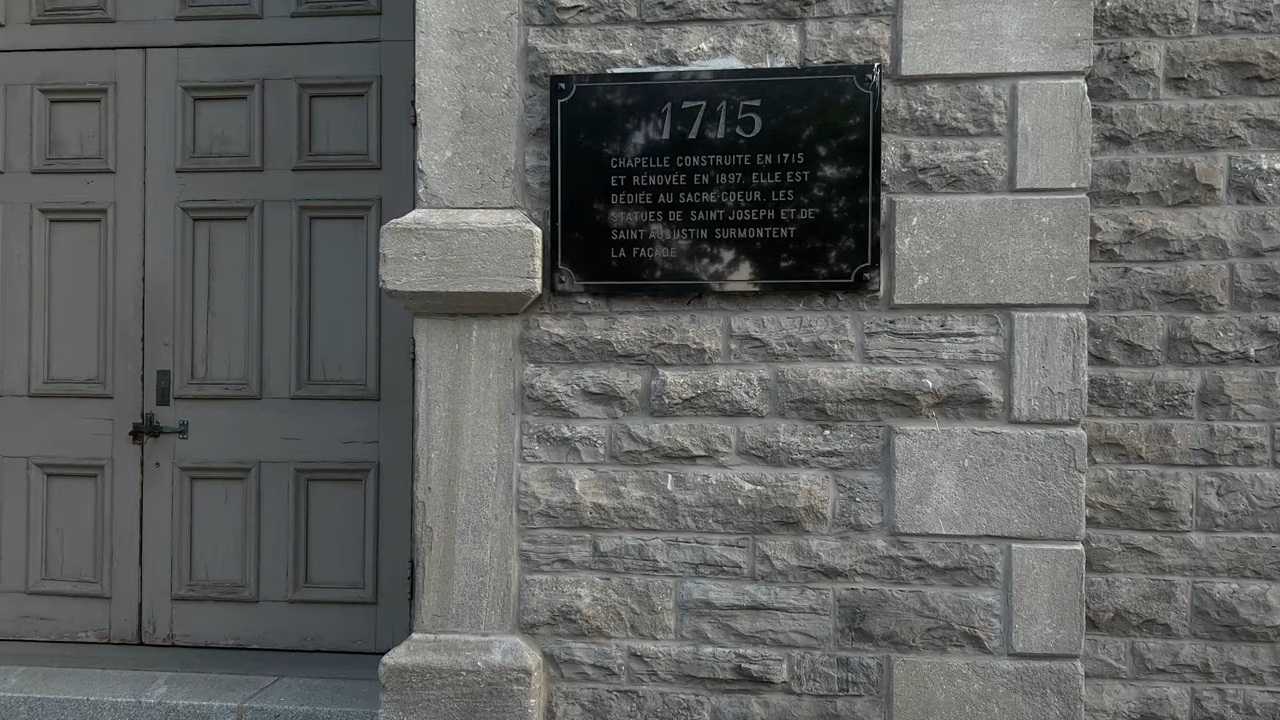 1715
CHAPELLE CONSTRUITE EN 1715
ET RÉNOVÉE EN 1897. ELLE EST
DÉDIÉE AU SACRÉ-COEUR. LES
STATUES DE SAINT JOSEPH ET DE
SAINT AUGUSTIN SURMONTENT
LA FAÇADE